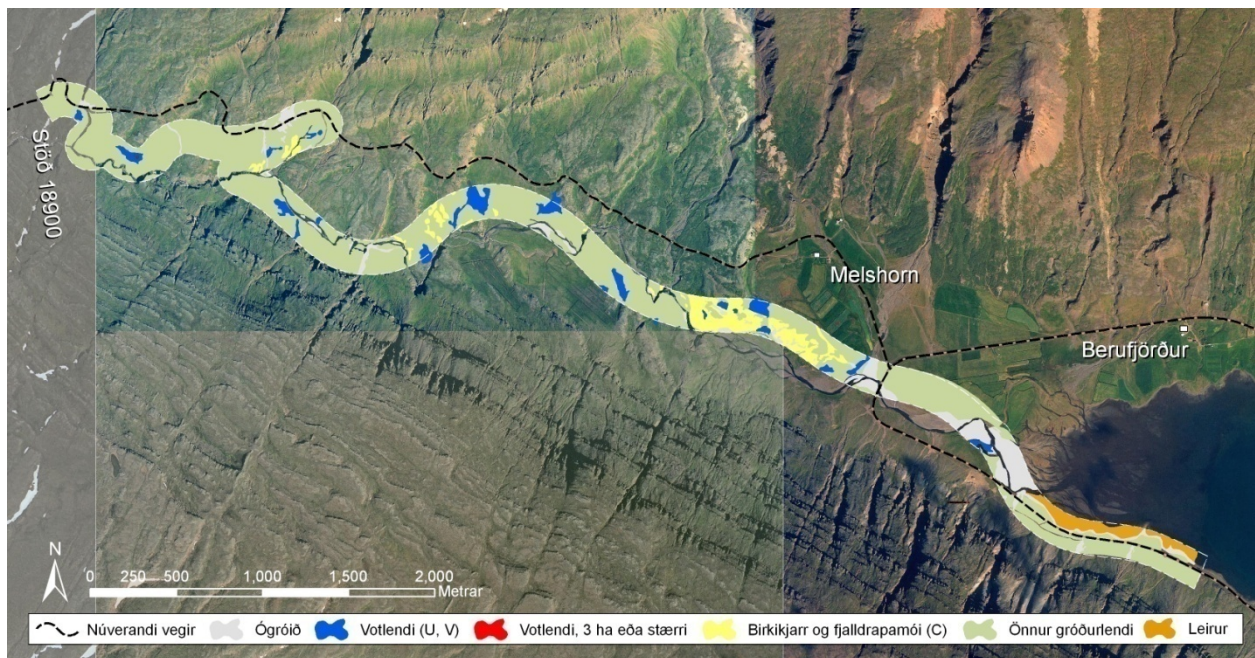 Stöð 18900
Melshorn
Berufjörður
N
0 250 500 1,000 1,500 2,000
Metrar
Núverandi vegir Ógróið Votlendi (U, V) Votlendi, 3 ha eða stærri Birkikjarr og fjalldrapamói (C) Önnur gróðurlendi Leirur